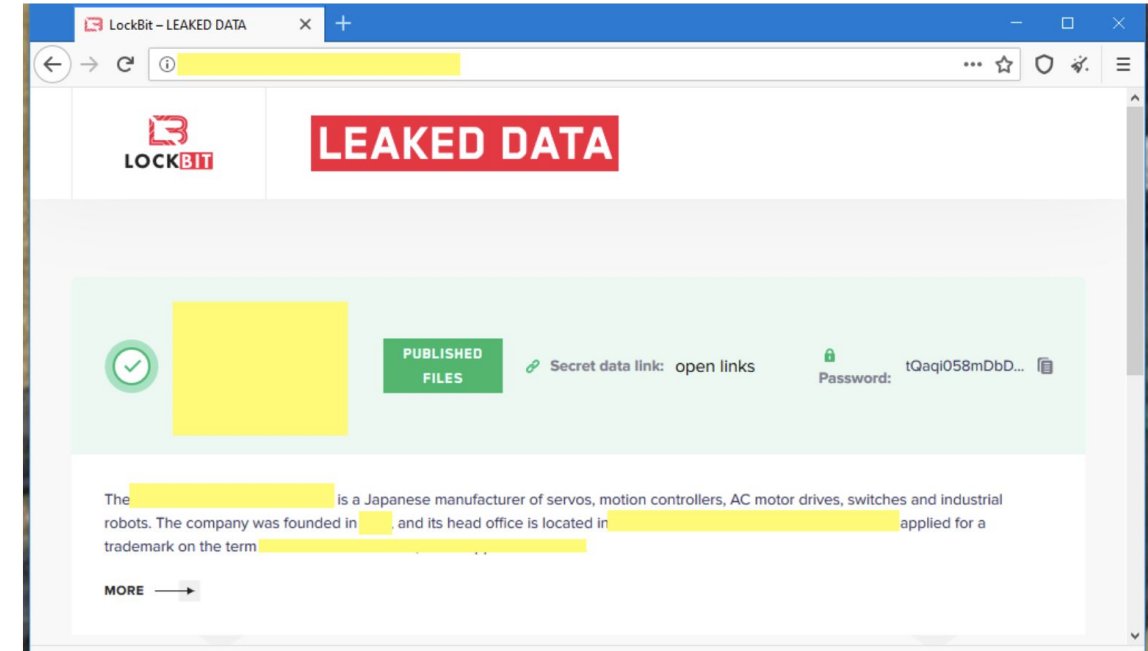 LockBit – LEAKED DATA
LOCKBIT
LEAKED DATA
PUBLISHED
FILES
Secret data link: open links
Password: tQaqi058mDbD...
The is a Japanese manufacturer of servos, motion controllers, AC motor drives, switches and industrial
robots. The company was founded in , and its head office is located in applied for a
trademark on the term
MORE